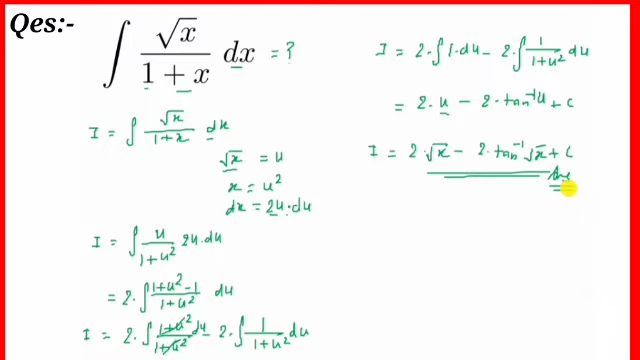 Qes:-
∫ √x / (1 + x) dx = ?
I = ∫ √x / (1+x) dx
√x = u
x = u²
dx = 2u·du
I = ∫ u / (1+u²) 2u·du
= 2·∫ (1+u²-1) / (1+u²) du
I = 2·∫ (1+u²) / (1+u²) du - 2·∫ 1 / (1+u²) du
I = 2·∫1·du - 2·∫ 1 / (1+u²) du
= 2·u - 2·tan⁻¹u + C
I = 2·√x - 2·tan⁻¹√x + C
Ans